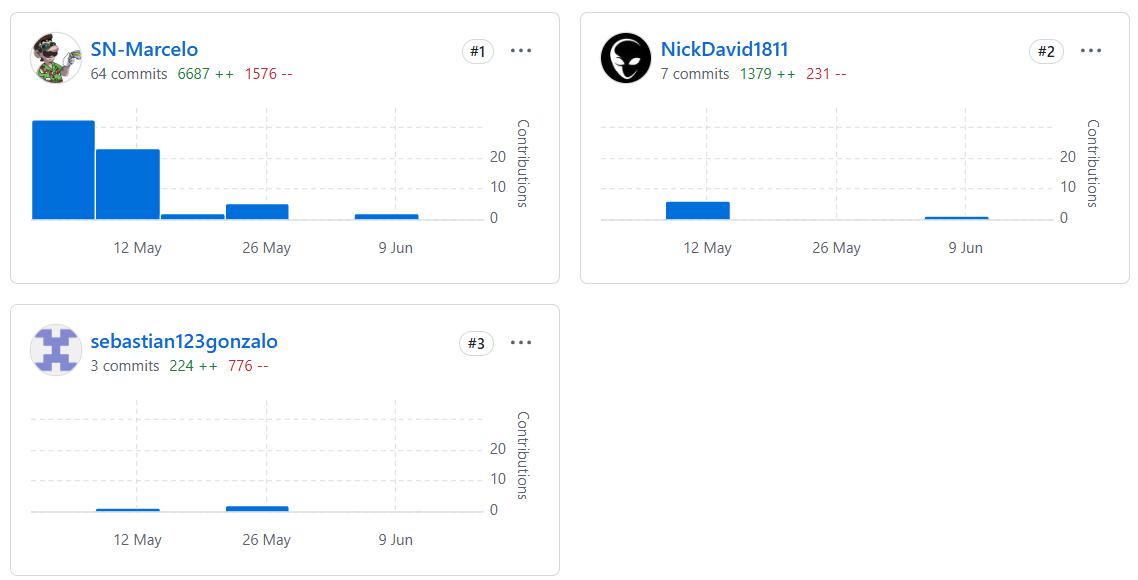 SN-Marcelo #1
64 commits 6687 ++ 1576 --
Contributions
20
10
0
12 May 26 May 9 Jun
NickDavid1811 #2
7 commits 1379 ++ 231 --
Contributions
20
10
0
12 May 26 May 9 Jun
sebastian123gonzalo #3
3 commits 224 ++ 776 --
Contributions
20
10
0
12 May 26 May 9 Jun